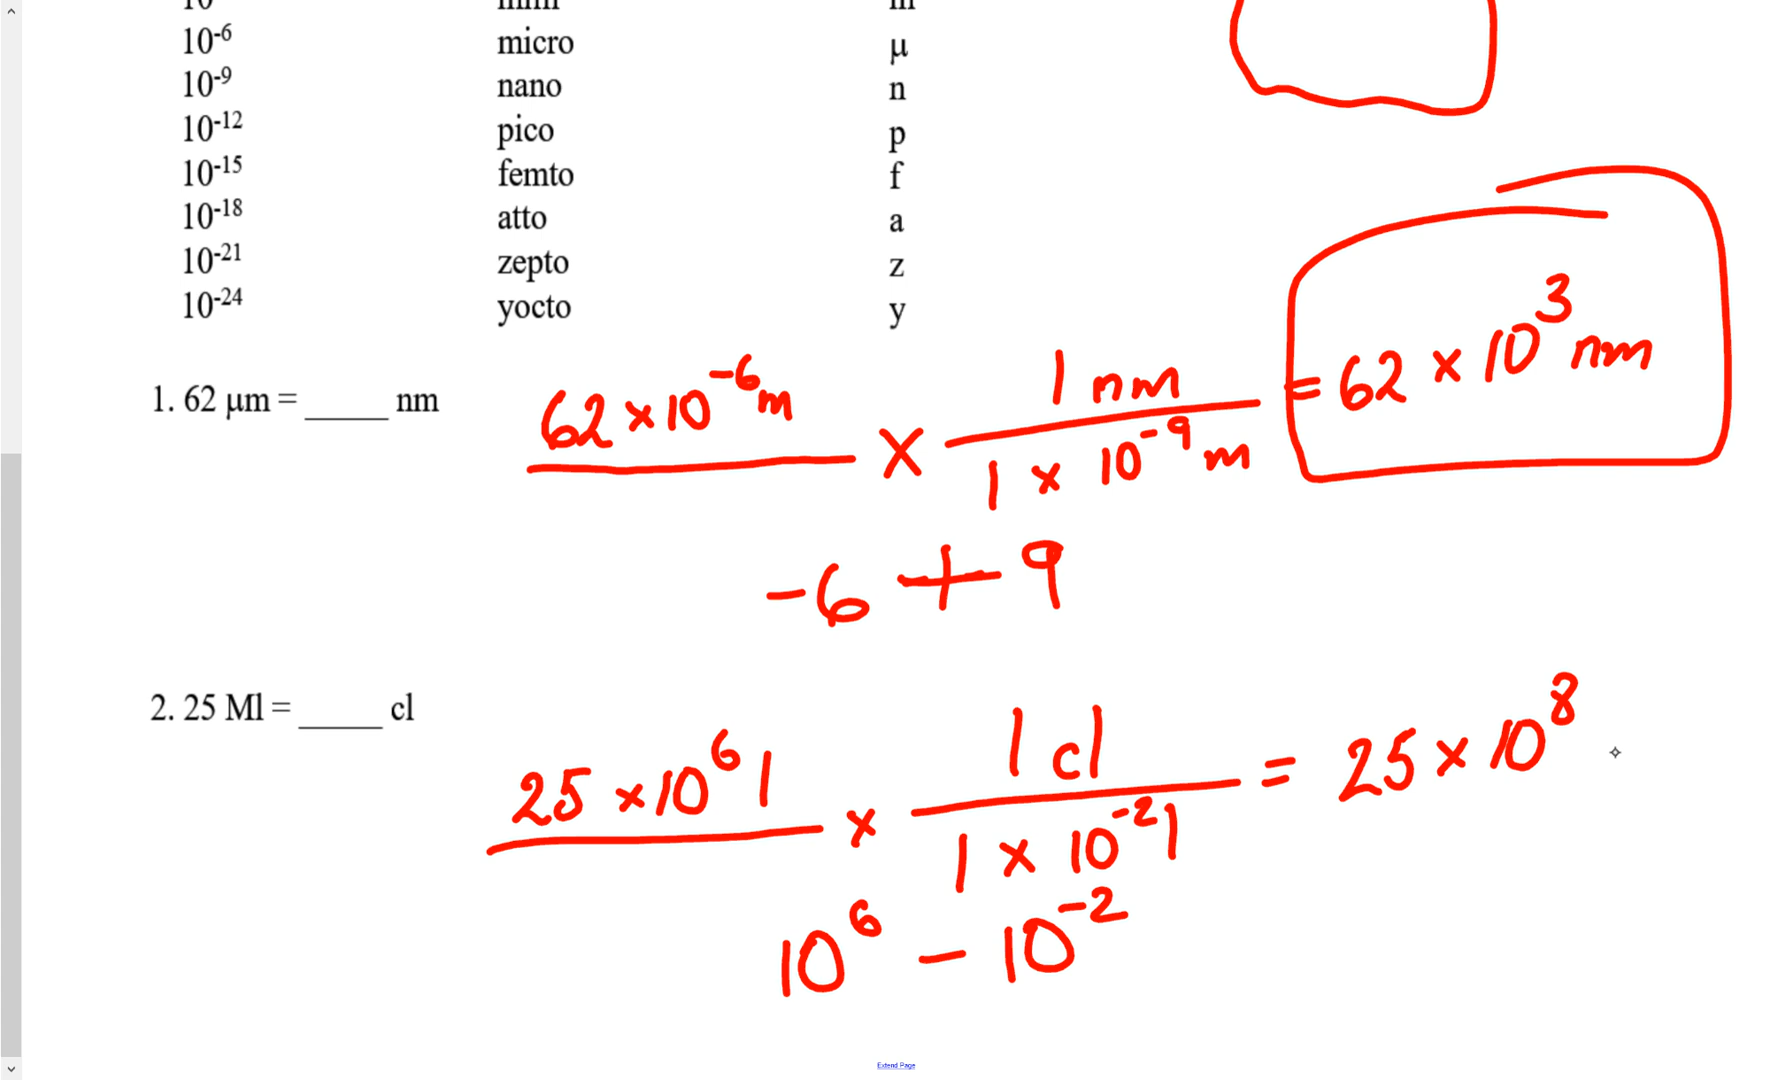 10 milli m
10-6 micro μ
10-9 nano n
10-12 pico p
10-15 femto f
10-18 atto a
10-21 zepto z
10-24 yocto y
1. 62 μm = _____ nm
62 × 10-6 m × 1 nm / 1 × 10-9 m = 62 × 10 3 nm
-6 + 9
2. 25 Ml = _____ cl
25 × 10 6 l × 1 cl / 1 × 10-2 l = 25 × 10 8
10 6 - 10 -2
Extend Page